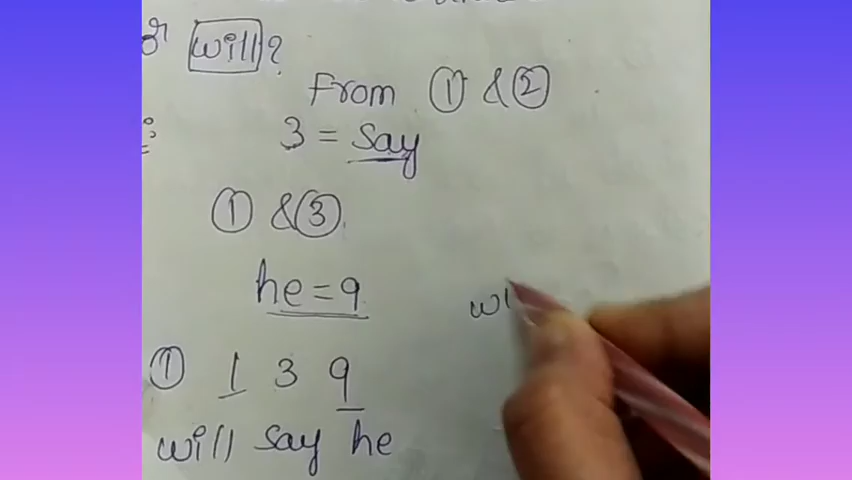 will?
From ① & ②
3 = say
① & ③
he = 9
① 1 3 9
will say he